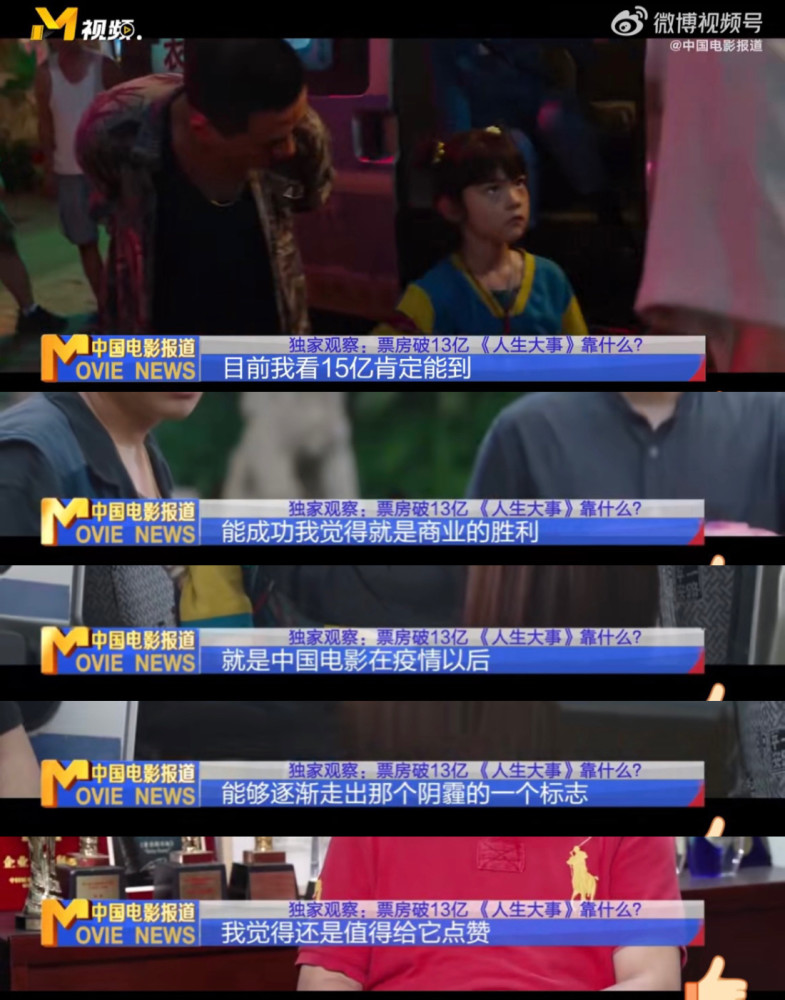 M视频.
微博视频号
@中国电影报道
中国电影报道
MOVIE NEWS
独家观察：票房破13亿《人生大事》靠什么？
目前我看15亿肯定能到
中国电影报道
MOVIE NEWS
独家观察：票房破13亿《人生大事》靠什么？
能成功我觉得就是商业的胜利
中国电影报道
MOVIE NEWS
独家观察：票房破13亿《人生大事》靠什么？
就是中国电影在疫情以后
中国电影报道
MOVIE NEWS
独家观察：票房破13亿《人生大事》靠什么？
能够逐渐走出那个阴霾的一个标志
企业
中国电影报道
MOVIE NEWS
独家观察：票房破13亿《人生大事》靠什么？
我觉得还是值得给它点赞